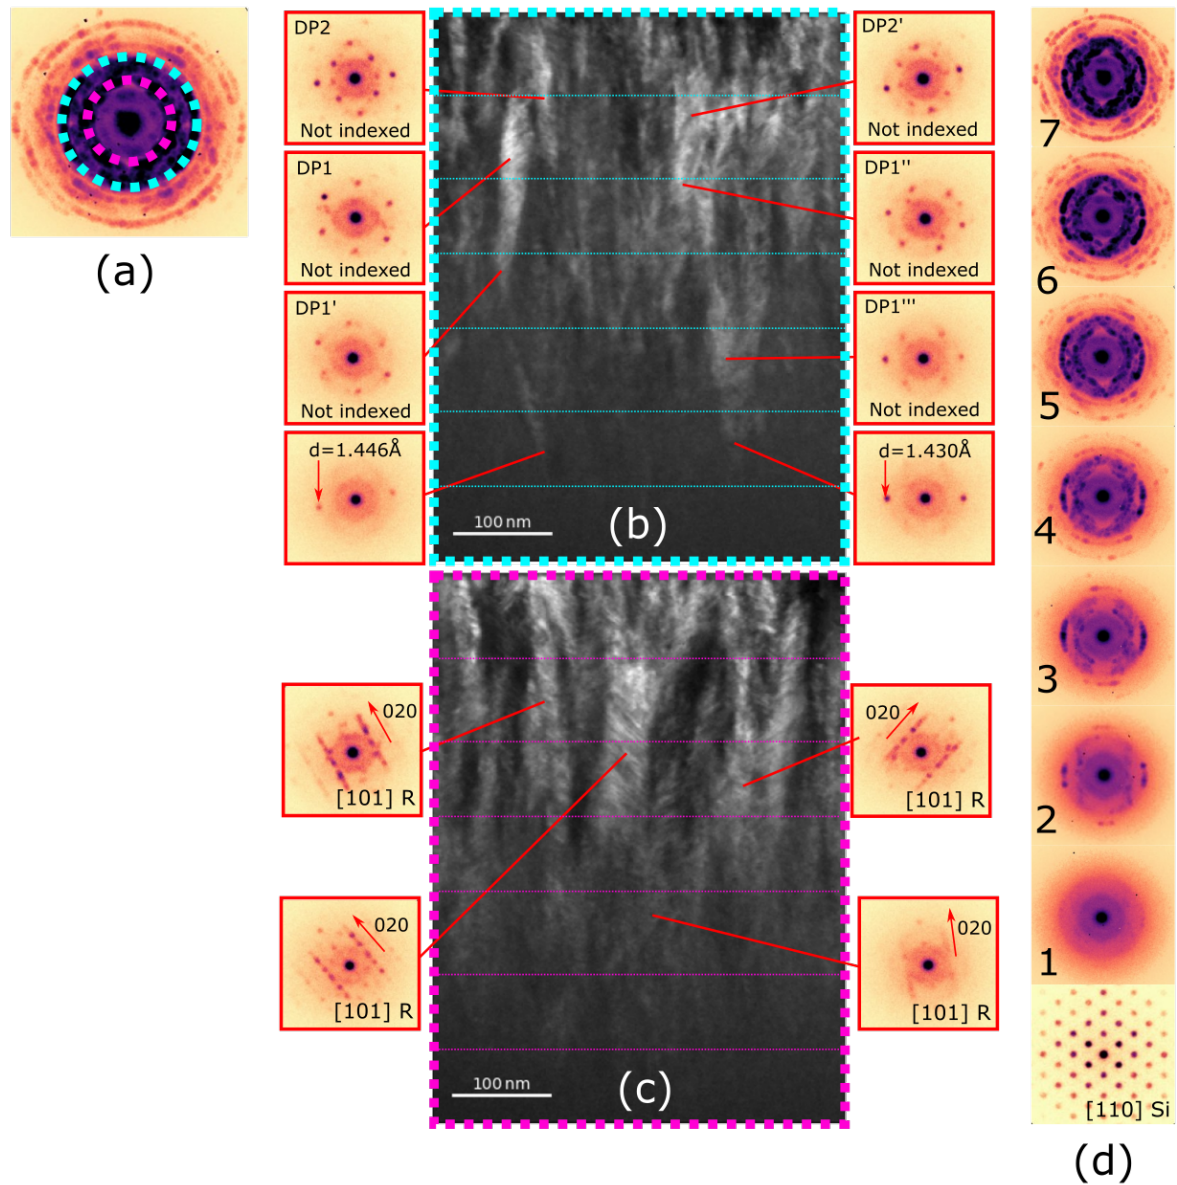 (a)
DP2
Not indexed
DP1
Not indexed
DP1'
Not indexed
d=1.446Å
100 nm
(b)
DP2'
Not indexed
DP1''
Not indexed
DP1'''
Not indexed
d=1.430Å
020
[101] R
020
[101] R
100 nm
(c)
020
[101] R
020
[101] R
7
6
5
4
3
2
1
[110] Si
(d)